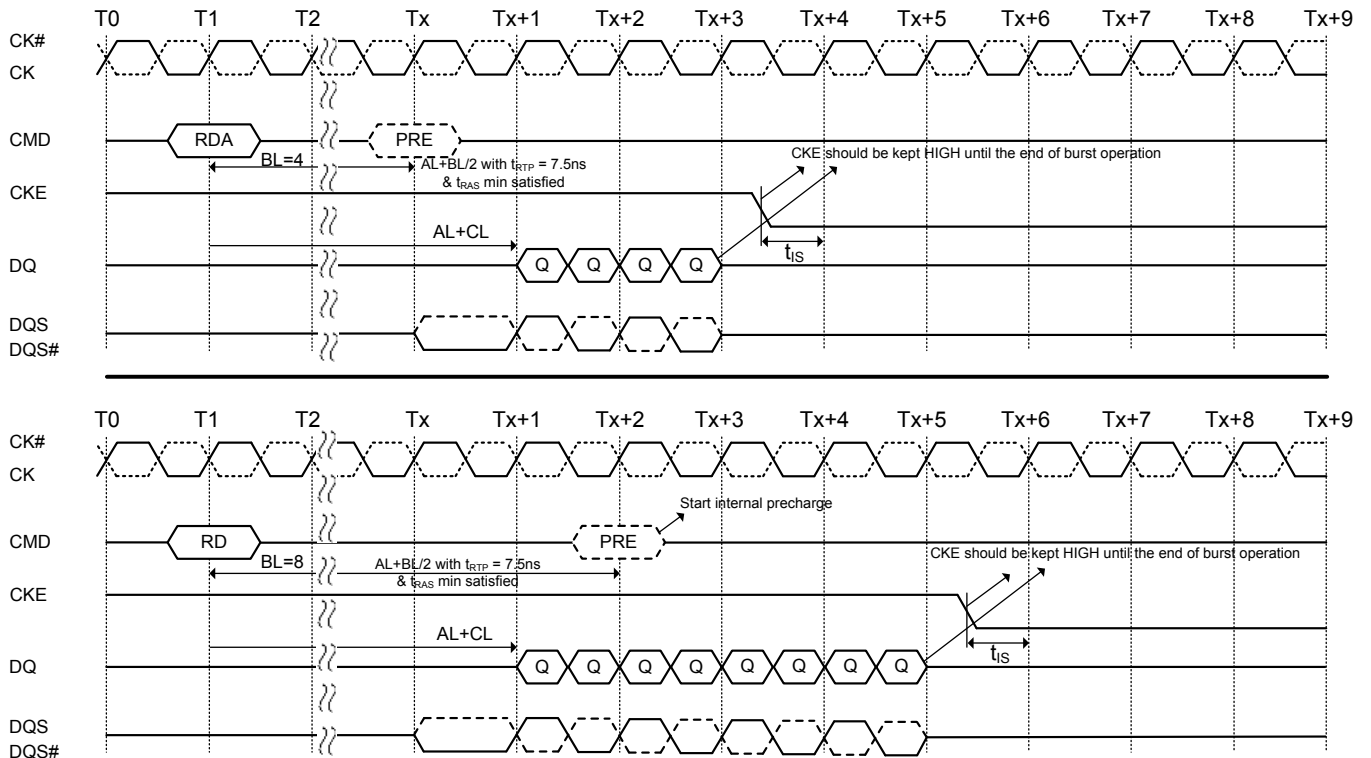 T0 T1 T2 Tx Tx+1 Tx+2 Tx+3 Tx+4 Tx+5 Tx+6 Tx+7 Tx+8 Tx+9
CK#
CK
CMD RDA PRE
BL=4 AL+BL/2 with tRTP = 7.5ns
& tRAS min satisfied
CKE should be kept HIGH until the end of burst operation
CKE
AL+CL
tIS
DQ Q Q Q Q
DQS
DQS#
T0 T1 T2 Tx Tx+1 Tx+2 Tx+3 Tx+4 Tx+5 Tx+6 Tx+7 Tx+8 Tx+9
CK#
CK
Start internal precharge
CMD RD PRE
CKE should be kept HIGH until the end of burst operation
BL=8 AL+BL/2 with tRTP = 7.5ns
& tRAS min satisfied
CKE
AL+CL
tIS
DQ Q Q Q Q Q Q Q Q
DQS
DQS#